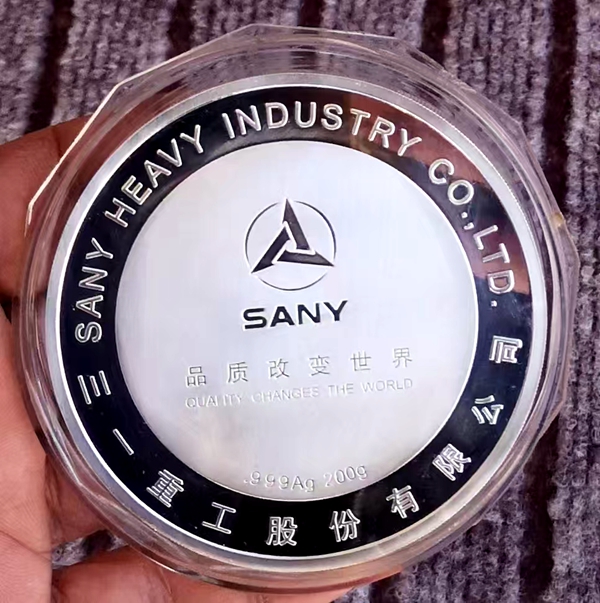 SANY HEAVY INDUSTRY CO.,LTD.
SANY
品质改变世界
QUALITY CHANGES THE WORLD
.999Ag 200g
三一重工股份有限公司